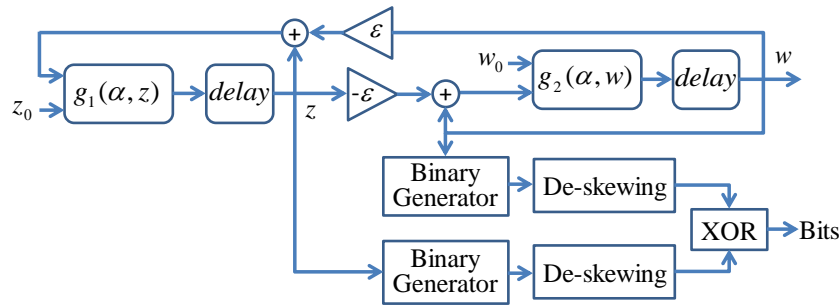 +
ε
z₀
g₁(α, z)
delay
z
-ε
+
w₀
g₂(α, w)
delay
w
Binary
Generator
De-skewing
XOR
Bits
Binary
Generator
De-skewing